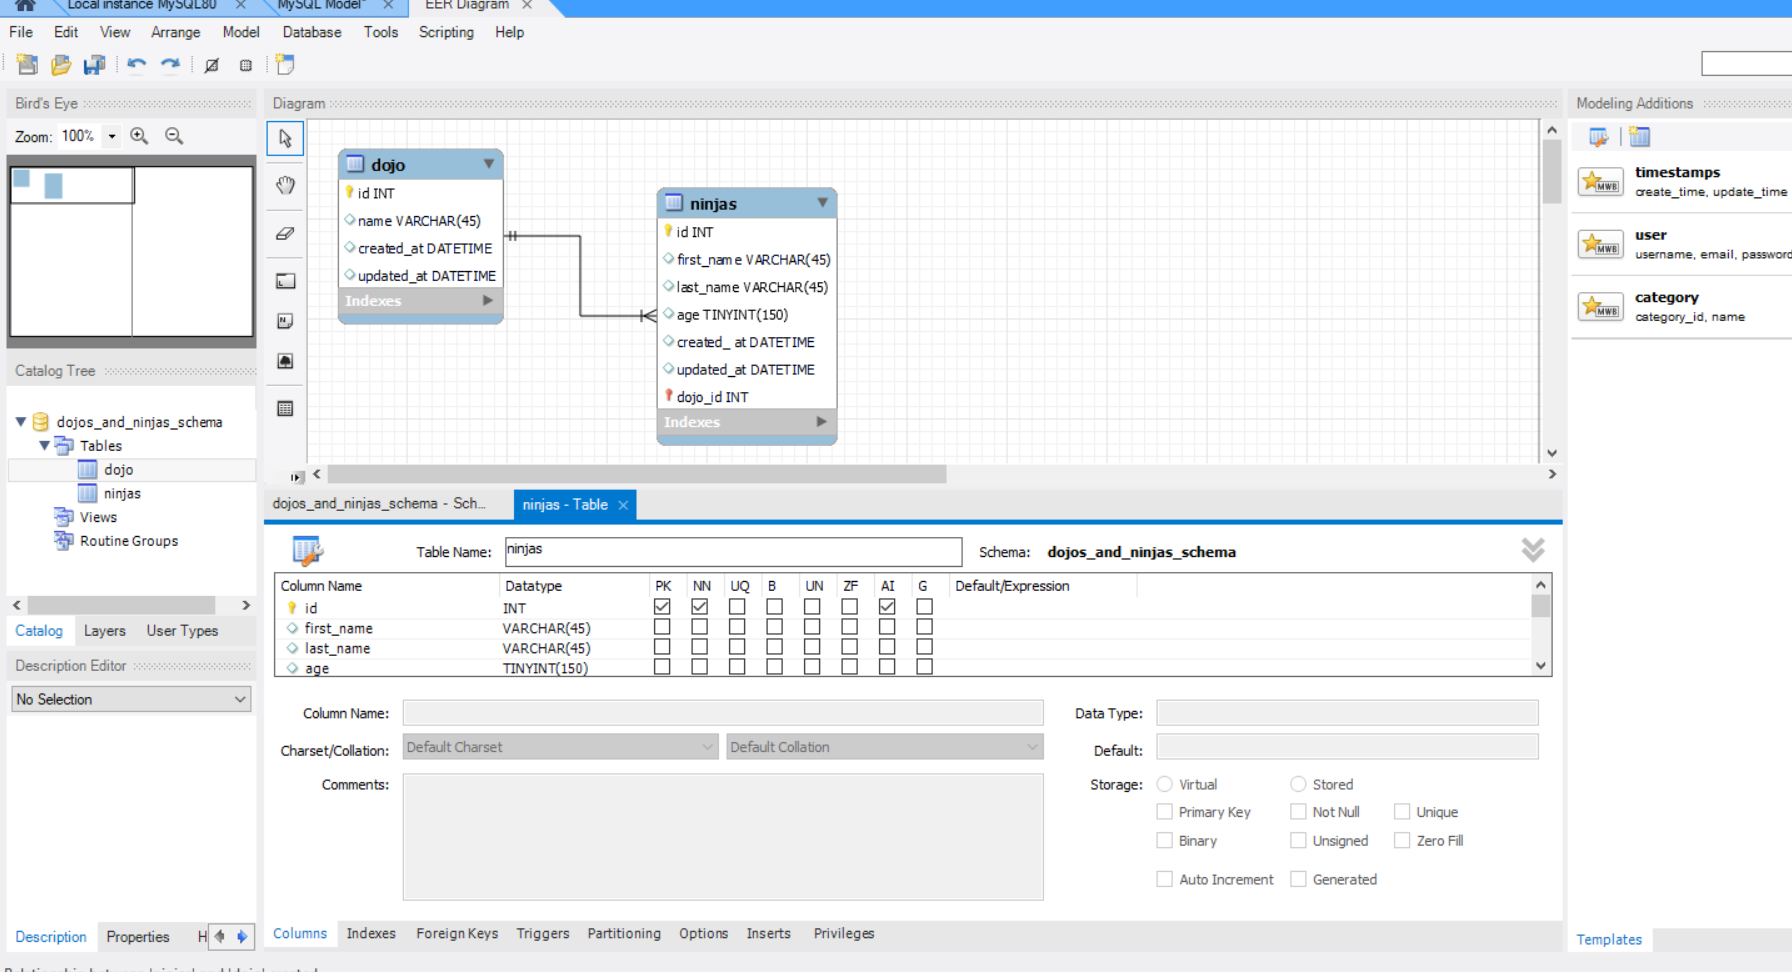 Local instance MySQL80 × MySQL Model* × EER Diagram ×
File Edit View Arrange Model Database Tools Scripting Help
Bird's Eye
Zoom: 100%
Catalog Tree
dojos_and_ninjas_schema
Tables
dojo
ninjas
Views
Routine Groups
Catalog Layers User Types
Description Editor
No Selection
Description Properties H
Diagram
dojo
id INT
name VARCHAR(45)
created_at DATETIME
updated_at DATETIME
Indexes
ninjas
id INT
first_name VARCHAR(45)
last_name VARCHAR(45)
age TINYINT(150)
created_ at DATETIME
updated_at DATETIME
dojo_id INT
Indexes
dojos_and_ninjas_schema - Sch... ninjas - Table ×
Table Name: ninjas Schema: dojos_and_ninjas_schema
Column Name Datatype PK NN UQ B UN ZF AI G Default/Expression
id INT
first_name VARCHAR(45)
last_name VARCHAR(45)
age TINYINT(150)
Column Name: Data Type:
Charset/Collation: Default Charset Default Collation Default:
Comments: Storage: Virtual Stored
Primary Key Not Null Unique
Binary Unsigned Zero Fill
Auto Increment Generated
Columns Indexes Foreign Keys Triggers Partitioning Options Inserts Privileges
Modeling Additions
timestamps
create_time, update_time
user
username, email, password
category
category_id, name
MWB
MWB
MWB
Templates